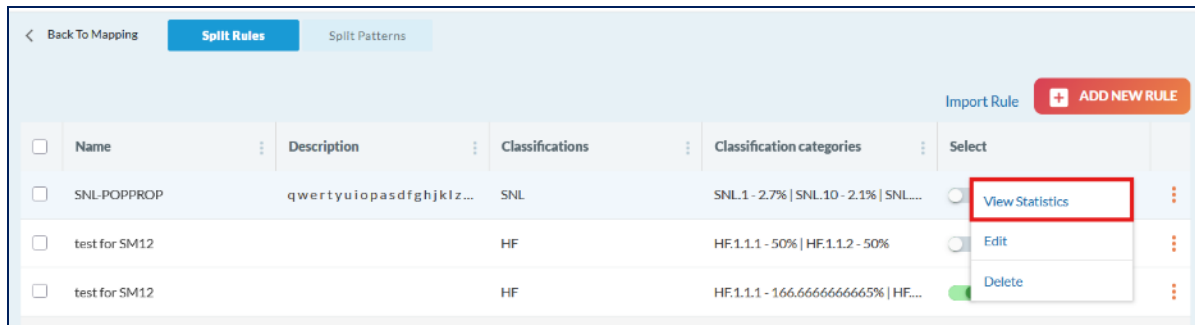 Back To Mapping Split Rules Split Patterns
Import Rule ADD NEW RULE
Name Description Classifications Classification categories Select
SNL-POPPROP qwertyuiopasdfghjklz... SNL SNL.1 - 2.7% | SNL.10 - 2.1% | SNL.... View Statistics
test for SM12 HF HF.1.1.1 - 50% | HF.1.1.2 - 50% Edit
test for SM12 HF HF.1.1.1 - 166.6666666665% | HF.... Delete